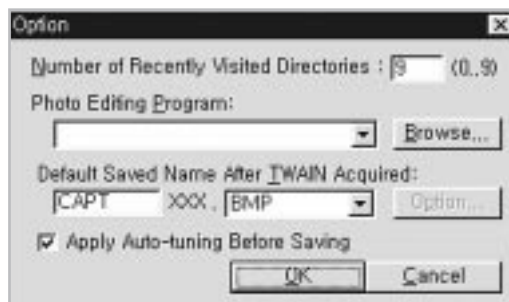 Option
Number of Recently Visited Directories : 9 (0..9)
Photo Editing Program:
Browse...
Default Saved Name After TWAIN Acquired:
CAPT XXX . BMP Option...
Apply Auto-tuning Before Saving
OK Cancel